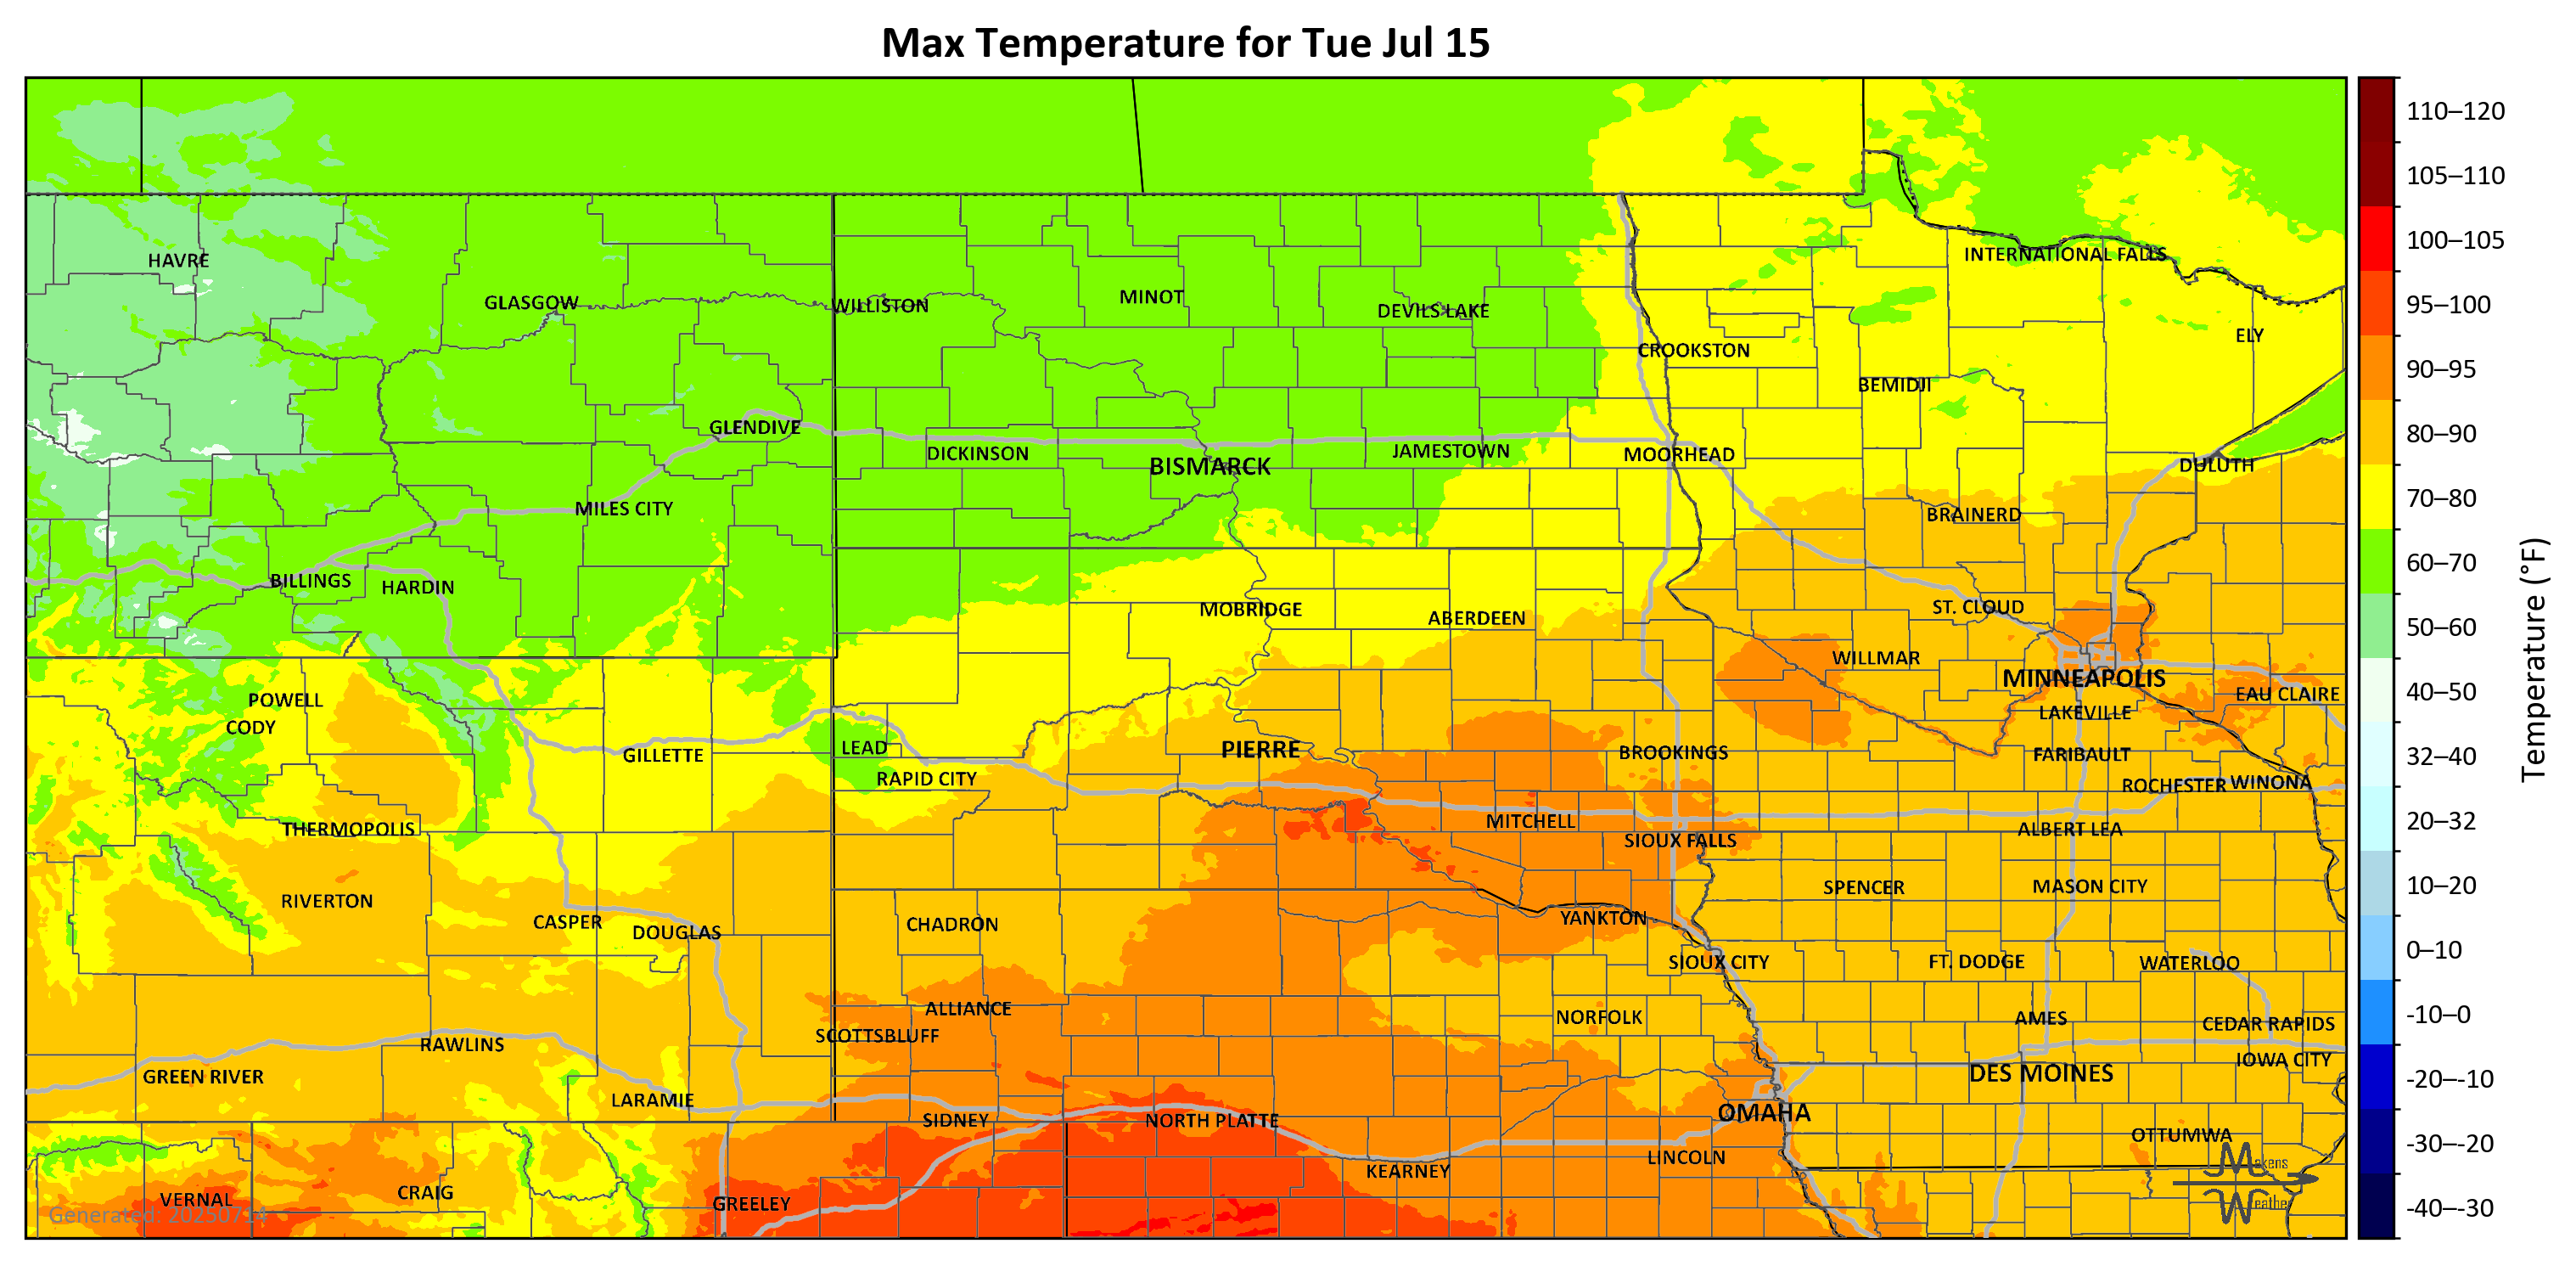 Max Temperature for Tue Jul 15
110–120
105–110
100–105
95–100
90–95
80–90
70–80
60–70
50–60
40–50
32–40
20–32
10–20
0–10
-10–0
-20–-10
-30–-20
-40–-30
Temperature (°F)
HAVRE
INTERNATIONAL FALLS
GLASGOW
WILLISTON
MINOT
DEVILS LAKE
ELY
CROOKSTON
BEMIDJI
GLENDIVE
DICKINSON
BISMARCK
JAMESTOWN
MOORHEAD
DULUTH
MILES CITY
BRAINERD
BILLINGS
HARDIN
MOBRIDGE
ABERDEEN
ST. CLOUD
WILLMAR
MINNEAPOLIS
EAU CLAIRE
POWELL
CODY
LAKEVILLE
GILLETTE
LEAD
PIERRE
BROOKINGS
FARIBAULT
RAPID CITY
ROCHESTER
WINONA
THERMOPOLIS
MITCHELL
SIOUX FALLS
ALBERT LEA
RIVERTON
SPENCER
MASON CITY
CASPER
DOUGLAS
CHADRON
YANKTON
SIOUX CITY
FT. DODGE
WATERLOO
ALLIANCE
NORFOLK
AMES
CEDAR RAPIDS
SCOTTSBLUFF
RAWLINS
IOWA CITY
GREEN RIVER
DES MOINES
LARAMIE
SIDNEY
NORTH PLATTE
OMAHA
OTTUMWA
KEARNEY
LINCOLN
VERNAL
CRAIG
GREELEY
Generated: 20250714
Makens
Weather